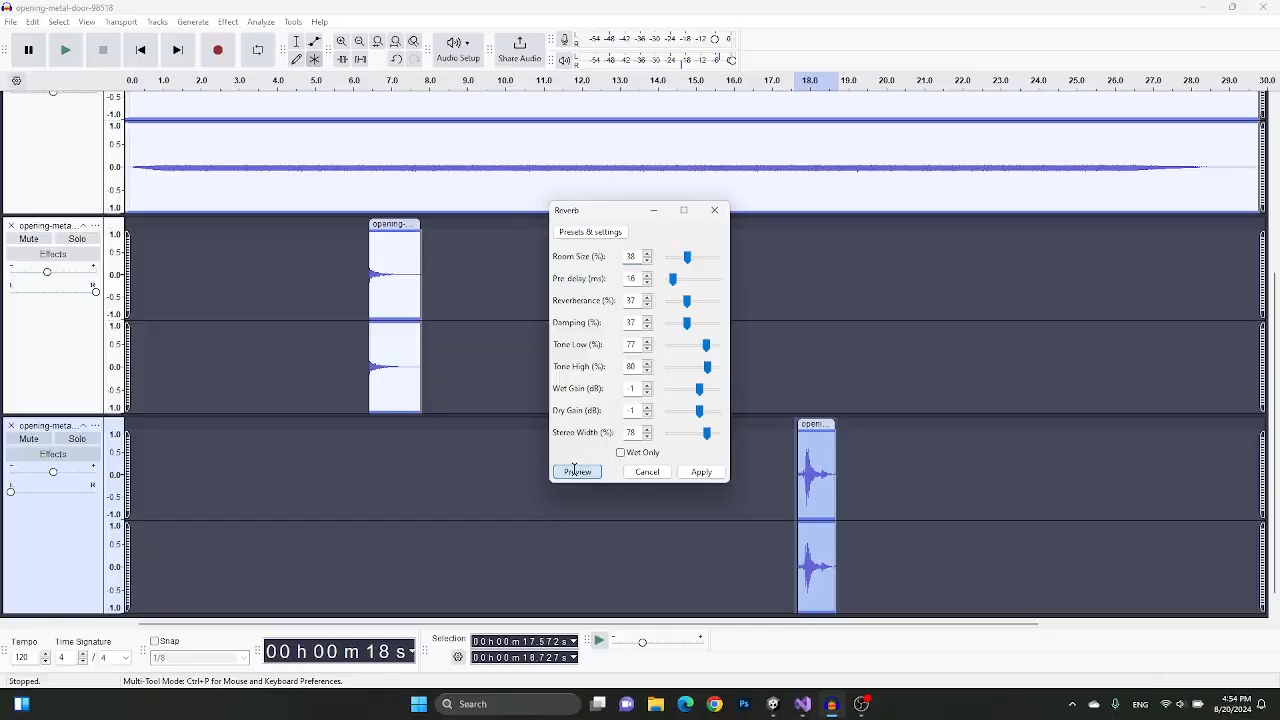 opening-metal-door-98518
File Edit Select View Transport Tracks Generate Effect Analyze Tools Help
Audio Setup Share Audio
-54 -48 -42 -36 -30 -24 -18 -12 -6 0
-54 -48 -42 -36 -30 -24 -18 -12 -6 0
0.0 1.0 2.0 3.0 4.0 5.0 6.0 7.0 8.0 9.0 10.0 11.0 12.0 13.0 14.0 15.0 16.0 17.0 18.0 19.0 20.0 21.0 22.0 23.0 24.0 25.0 26.0 27.0 28.0 29.0 30.0
-0.5
-1.0
1.0
0.5
0.0
-0.5
-1.0
opening-meta...
Mute Solo
Effects
- +
L R
1.0
0.5
0.0
-0.5
-1.0
1.0
0.5
0.0
-0.5
-1.0
opening-...
opening-meta...
Mute Solo
Effects
- +
L R
1.0
0.5
0.0
-0.5
-1.0
1.0
0.5
0.0
-0.5
-1.0
openi...
Reverb
Presets & settings
Room Size (%): 38
Pre-delay (ms): 16
Reverberance (%): 37
Damping (%): 37
Tone Low (%): 77
Tone High (%): 80
Wet Gain (dB): -1
Dry Gain (dB): -1
Stereo Width (%): 78
Wet Only
Preview Cancel Apply
Tempo Time Signature Snap
120 4 / 4 1/8
00 h 00 m 18 s
Selection
00 h 00 m 17.572 s
00 h 00 m 18.727 s
Stopped. Multi-Tool Mode: Ctrl+P for Mouse and Keyboard Preferences.
Search
ENG
4:54 PM
8/20/2024